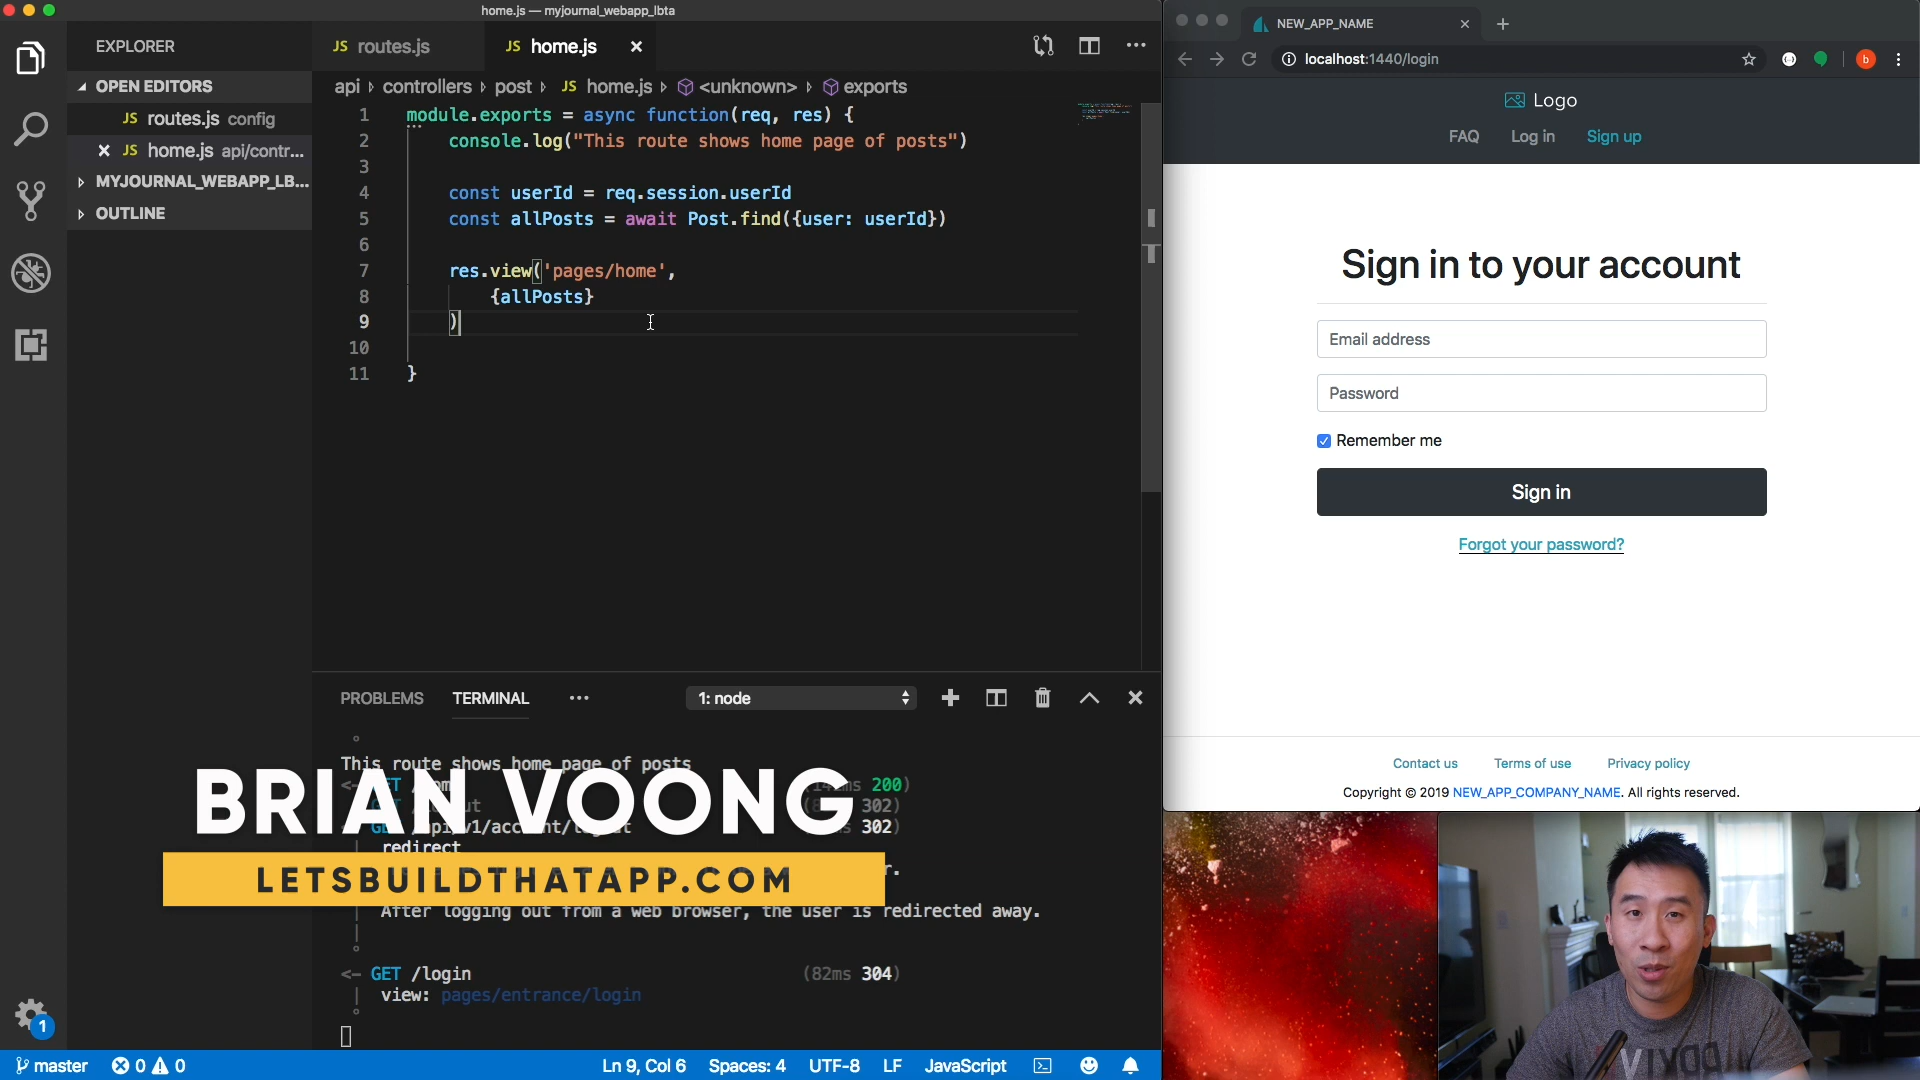 home.js — myjournal_webapp_lbta
EXPLORER
OPEN EDITORS
JS routes.js config
JS home.js api/contr...
MYJOURNAL_WEBAPP_LB...
OUTLINE
JS routes.js
JS home.js
api controllers post JS home.js <unknown> exports
1 module.exports = async function(req, res) {
2 console.log("This route shows home page of posts")
3
4 const userId = req.session.userId
5 const allPosts = await Post.find({user: userId})
6
7 res.view('pages/home',
8 {allPosts}
9 )
10
11 }
PROBLEMS TERMINAL 1: node
This route shows home page of posts
200)
302)
302)
redirect
After logging out from a web browser, the user is redirected away.
<- GET /login (82ms 304)
view: pages/entrance/login
BRIAN VOONG
LETSBUILDTHATAPP.COM
1
master 0 0 Ln 9, Col 6 Spaces: 4 UTF-8 LF JavaScript
NEW_APP_NAME
localhost:1440/login
b
Logo
FAQ Log in Sign up
Sign in to your account
Email address
Password
Remember me
Sign in
Forgot your password?
Contact us Terms of use Privacy policy
Copyright © 2019 NEW_APP_COMPANY_NAME. All rights reserved.